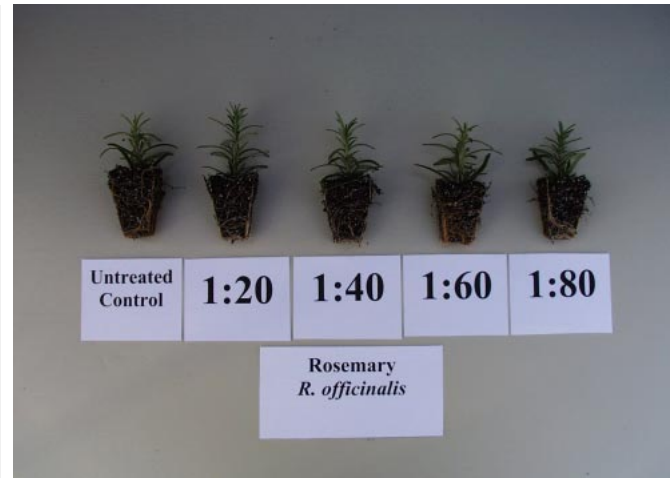 Untreated
Control
1:20
1:40
1:60
1:80
Rosemary
R. officinalis